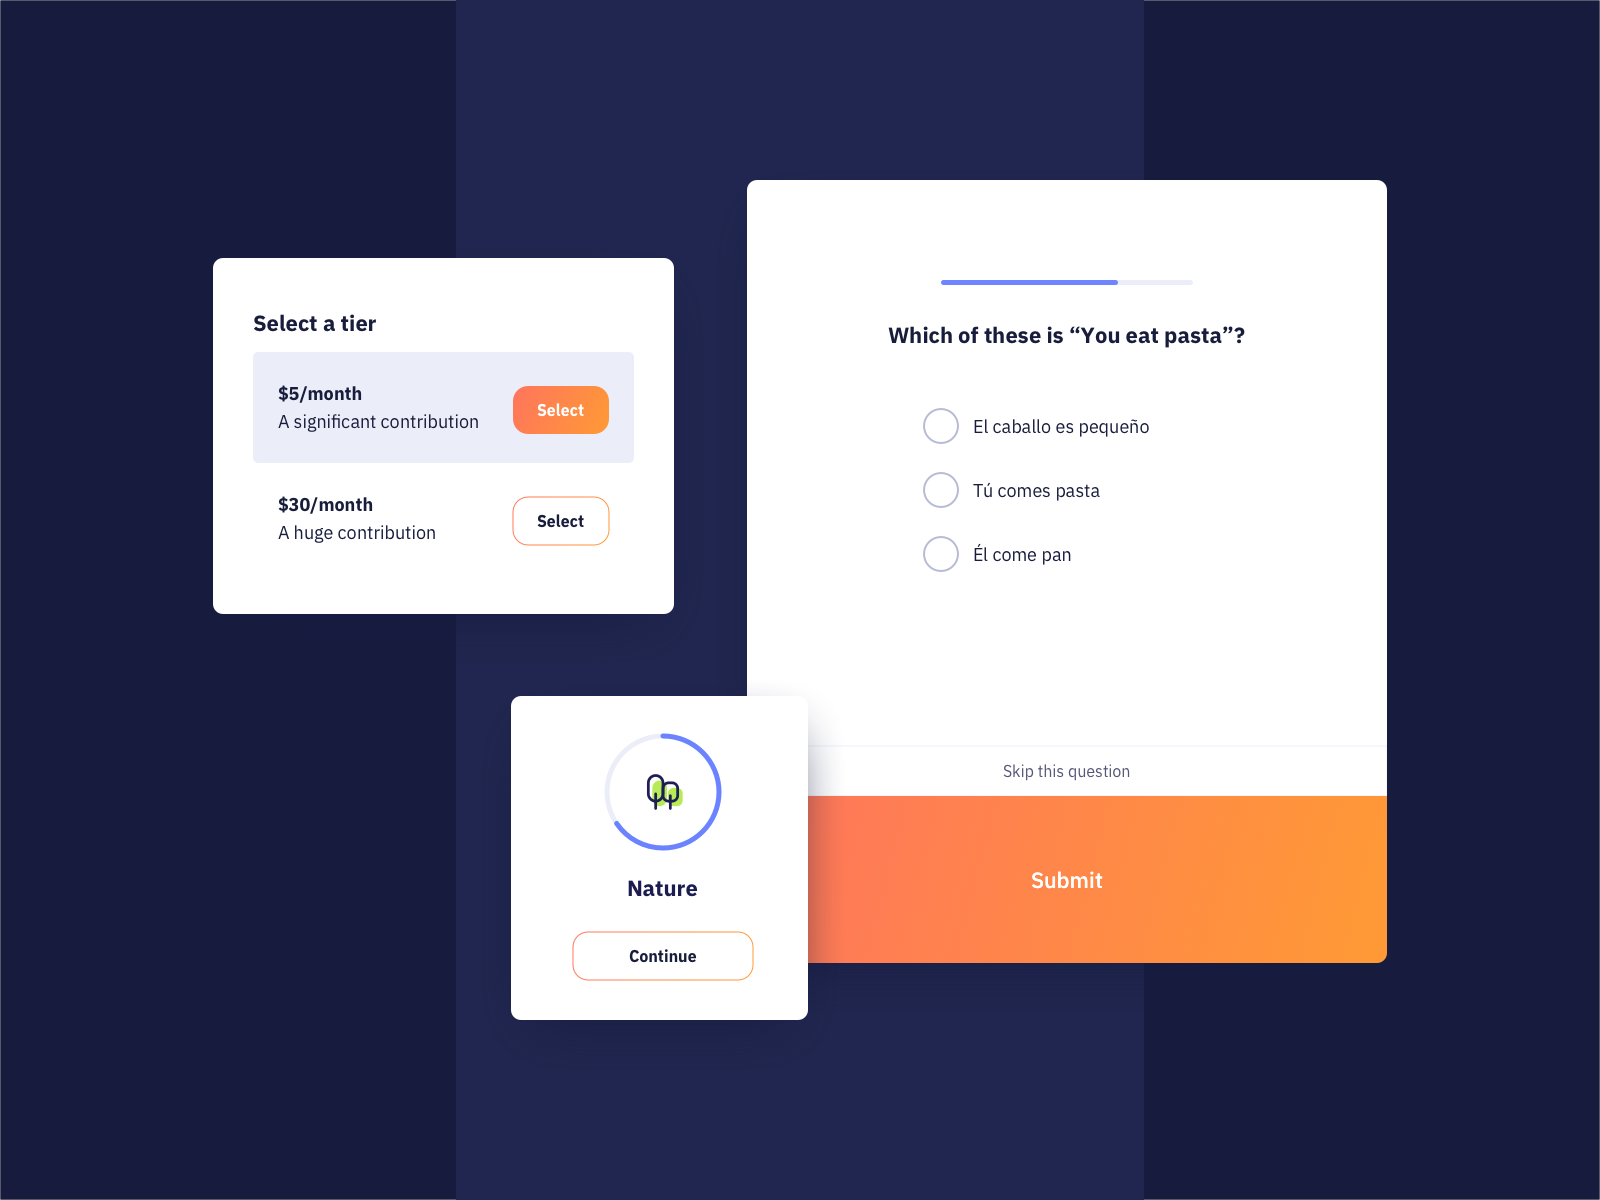 Select a tier
$5/month
A significant contribution
Select
$30/month
A huge contribution
Select
Which of these is “You eat pasta”?
El caballo es pequeño
Tú comes pasta
Él come pan
Skip this question
Submit
Nature
Continue